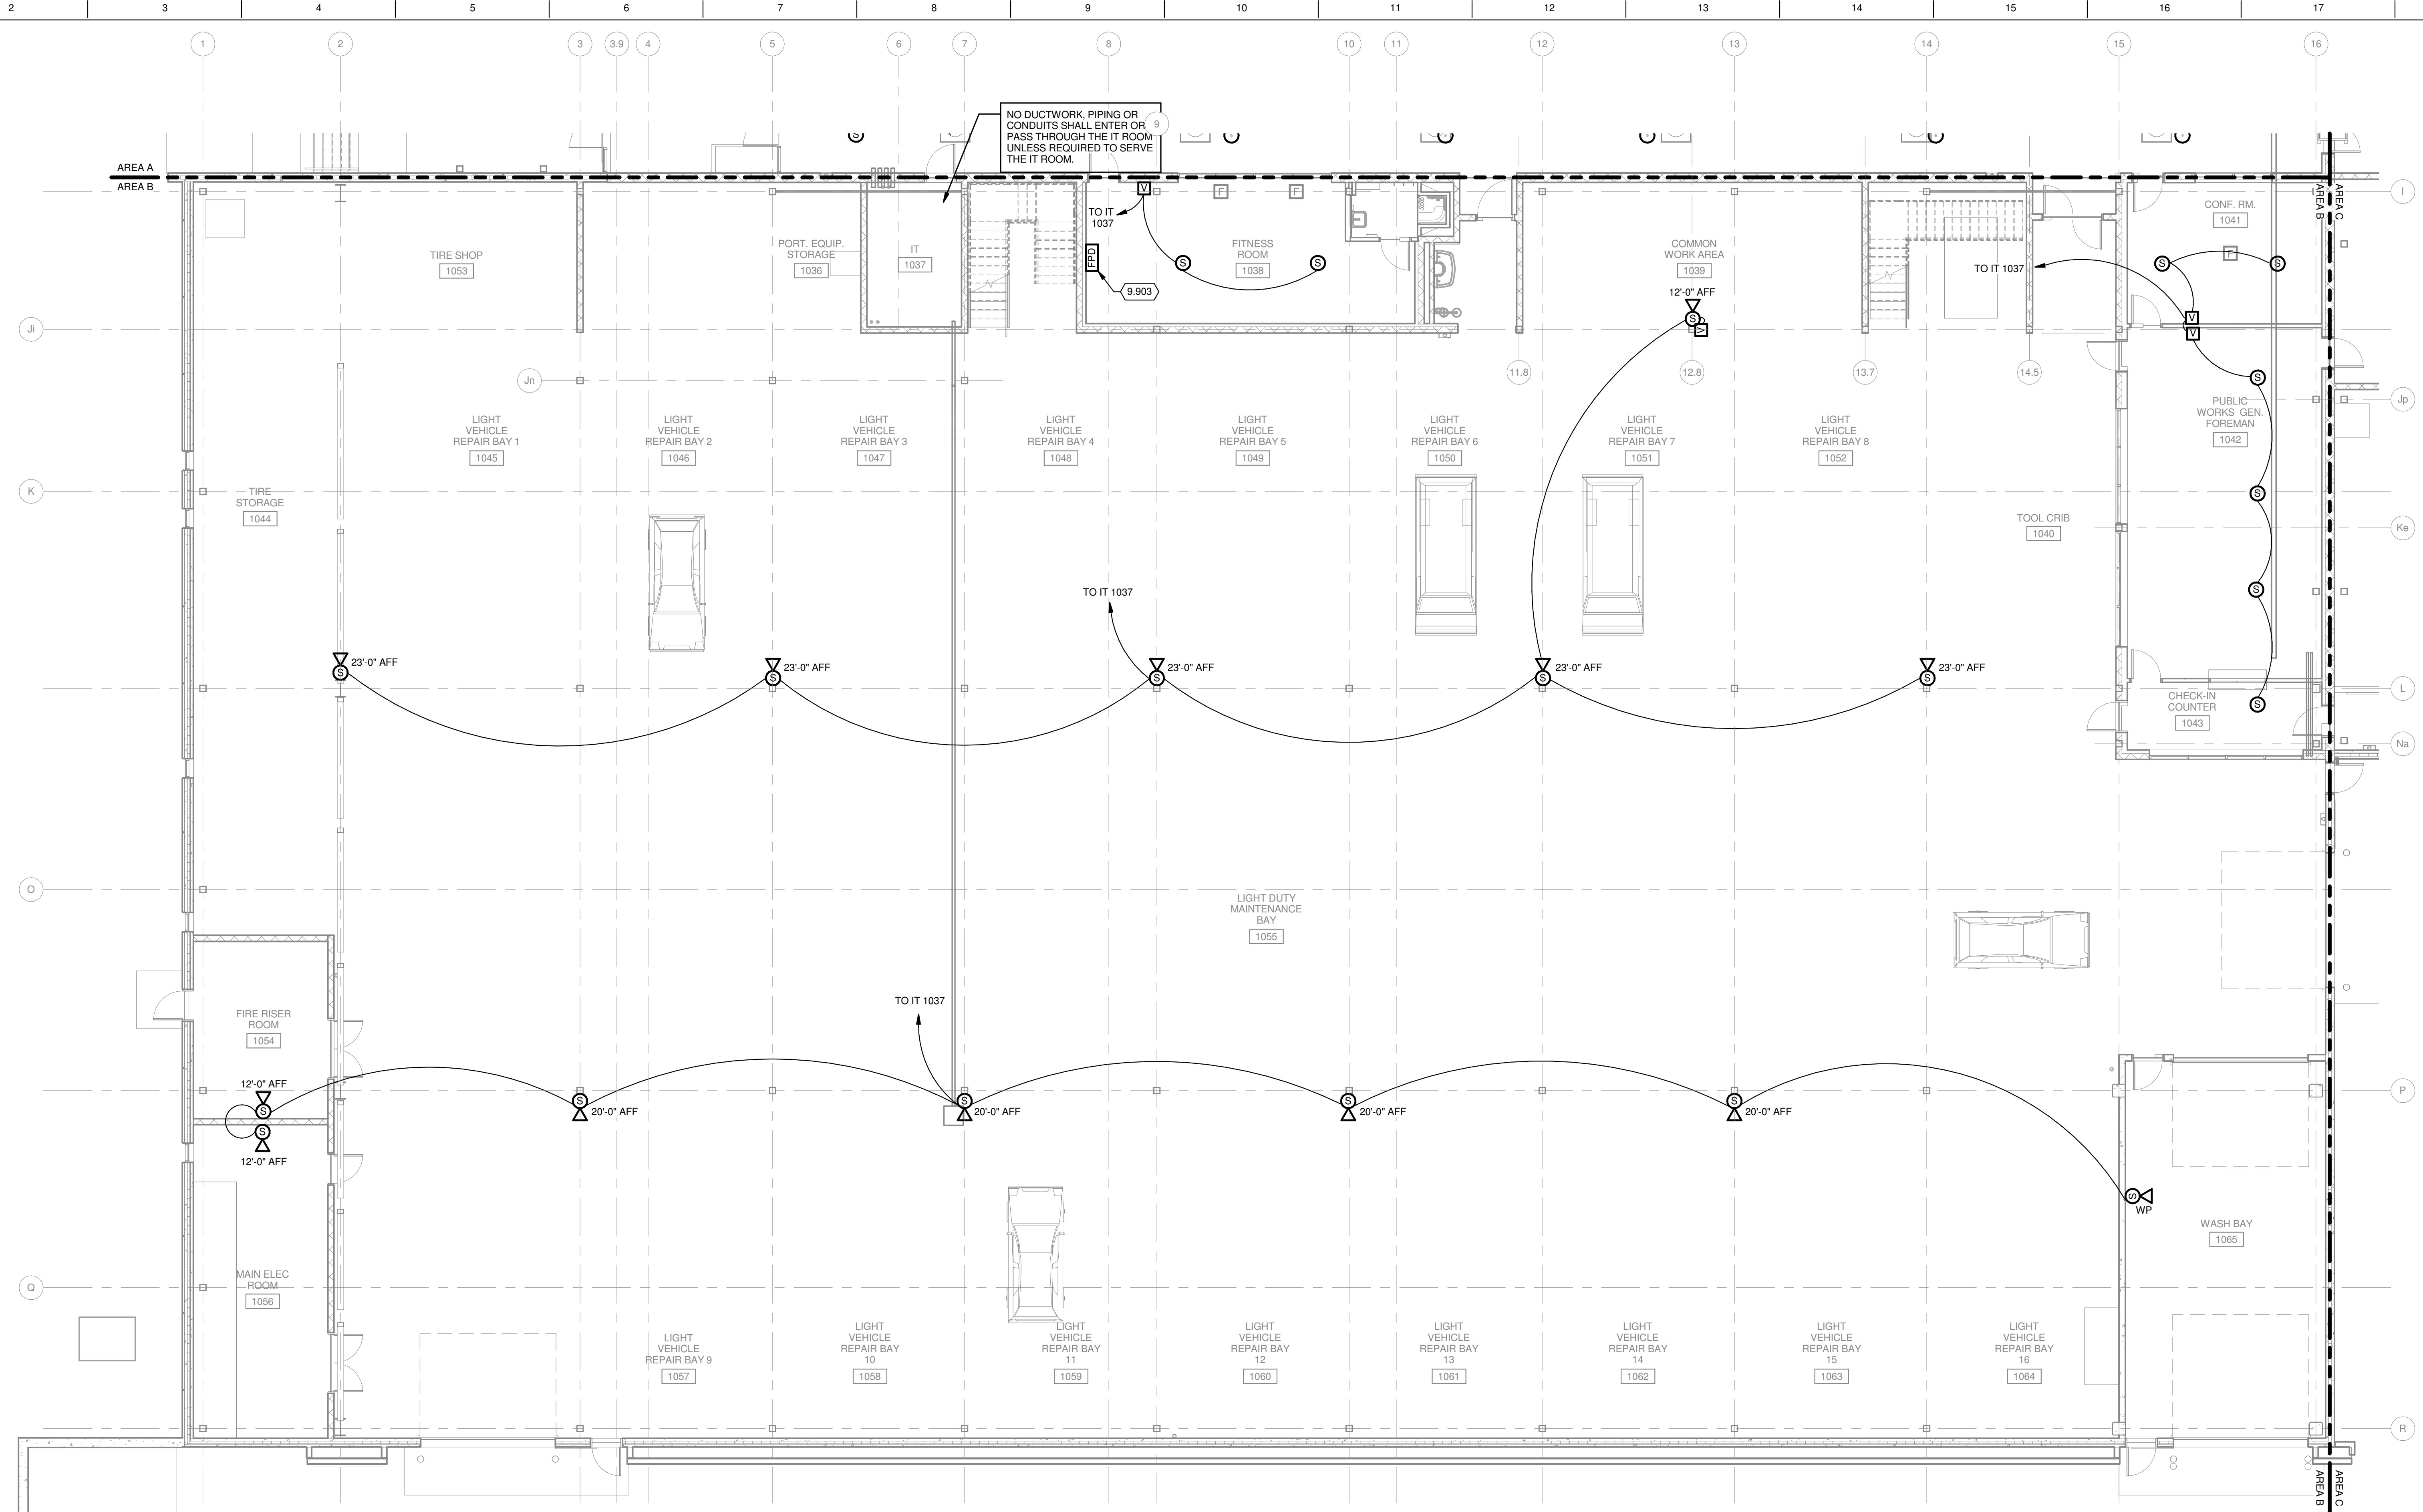 2 3 4 5 6 7 8 9 10 11 12 13 14 15 16 17
1 2 3 3.9 4 5 6 7 8 10 11 12 13 14 15 16
NO DUCTWORK, PIPING OR
CONDUITS SHALL ENTER OR
PASS THROUGH THE IT ROOM
UNLESS REQUIRED TO SERVE
THE IT ROOM.
9
S
AREA A
AREA B
AREA B
AREA C
I
V
F F
TO IT
1037
FPD
9.903
S S
TIRE SHOP
1053
PORT. EQUIP.
STORAGE
1036
IT
1037
FITNESS
ROOM
1038
COMMON
WORK AREA
1039
12'-0" AFF
S
V
CONF. RM.
1041
S F S
TO IT 1037
V
V
Ji
Jn
11.8 12.8 13.7 14.5
S
Jp
LIGHT
VEHICLE
REPAIR BAY 1
1045
LIGHT
VEHICLE
REPAIR BAY 2
1046
LIGHT
VEHICLE
REPAIR BAY 3
1047
LIGHT
VEHICLE
REPAIR BAY 4
1048
LIGHT
VEHICLE
REPAIR BAY 5
1049
LIGHT
VEHICLE
REPAIR BAY 6
1050
LIGHT
VEHICLE
REPAIR BAY 7
1051
LIGHT
VEHICLE
REPAIR BAY 8
1052
PUBLIC
WORKS GEN.
FOREMAN
1042
K
TIRE
STORAGE
1044
S
TOOL CRIB
1040
Ke
S
TO IT 1037
S 23'-0" AFF
S 23'-0" AFF
S 23'-0" AFF
S 23'-0" AFF
S 23'-0" AFF
L
CHECK-IN
COUNTER
1043
S
Na
O
LIGHT DUTY
MAINTENANCE
BAY
1055
FIRE RISER
ROOM
1054
TO IT 1037
12'-0" AFF
S
S
12'-0" AFF
S 20'-0" AFF
S 20'-0" AFF
S 20'-0" AFF
S 20'-0" AFF
P
S
WP
WASH BAY
1065
MAIN ELEC
ROOM
1056
Q
Q
LIGHT
VEHICLE
REPAIR BAY 9
1057
LIGHT
VEHICLE
REPAIR BAY
10
1058
LIGHT
VEHICLE
REPAIR BAY
11
1059
LIGHT
VEHICLE
REPAIR BAY
12
1060
LIGHT
VEHICLE
REPAIR BAY
13
1061
LIGHT
VEHICLE
REPAIR BAY
14
1062
LIGHT
VEHICLE
REPAIR BAY
15
1063
LIGHT
VEHICLE
REPAIR BAY
16
1064
R
AREA B
AREA C